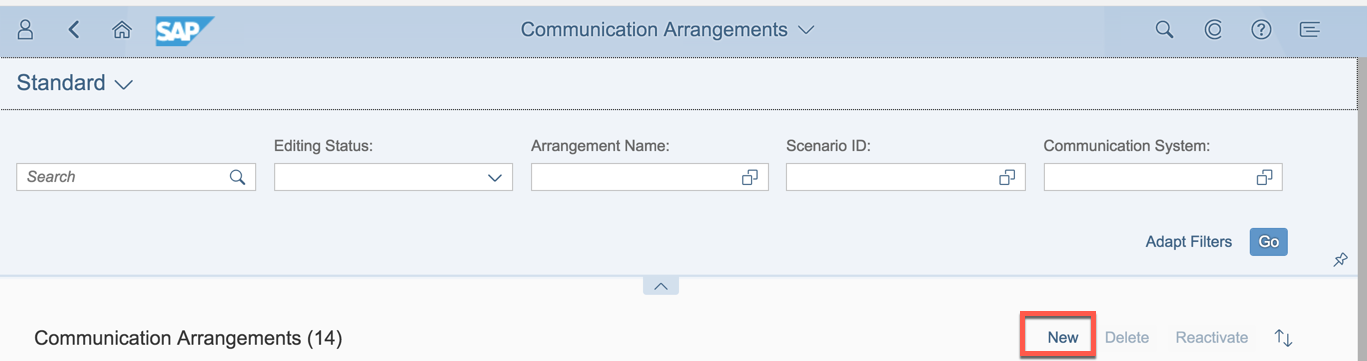 SAP Communication Arrangements
Standard
Editing Status: Arrangement Name: Scenario ID: Communication System:
Search
Adapt Filters Go
Communication Arrangements (14) New Delete Reactivate